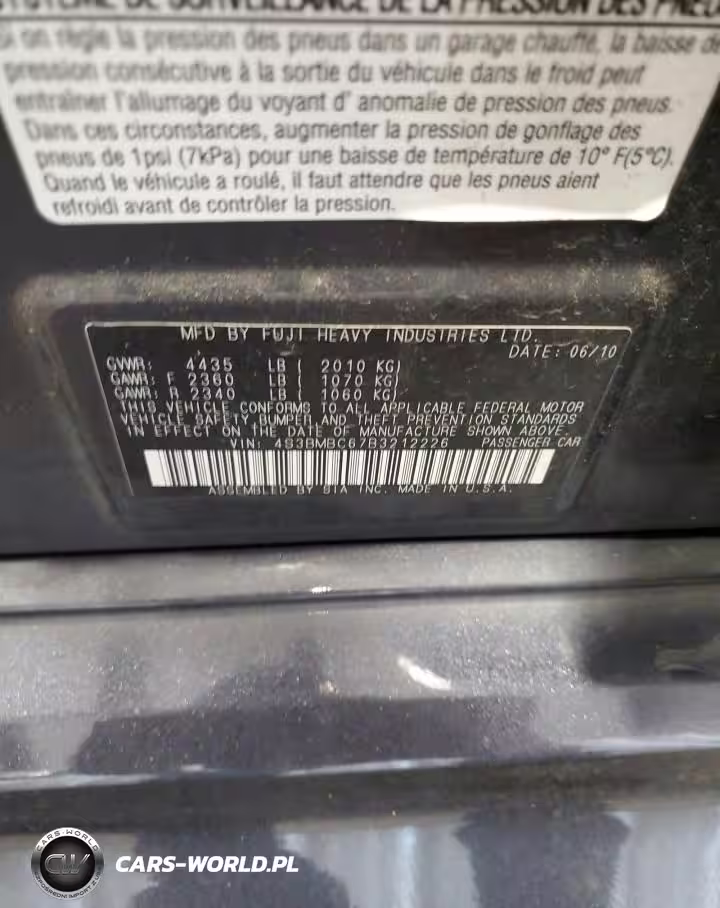 SYSTÈME DE SURVEILLANCE DE LA PRESSION DES PNEU
Si on règle la pression des pneus dans un garage chauffé, la baisse de
pression consécutive à la sortie du véhicule dans le froid peut
entraîner l'allumage du voyant d' anomalie de pression des pneus.
Dans ces circonstances, augmenter la pression de gonflage des
pneus de 1psi (7kPa) pour une baisse de température de 10° F(5°C).
Quand le véhicule a roulé, il faut attendre que les pneus aient
refroidi avant de contrôler la pression.
MFD BY FUJI HEAVY INDUSTRIES LTD.
DATE: 06/10
GVWR: 4435 LB ( 2010 KG)
GAWR: F 2360 LB ( 1070 KG)
GAWR: R 2340 LB ( 1060 KG)
THIS VEHICLE CONFORMS TO ALL APPLICABLE FEDERAL MOTOR
VEHICLE SAFETY, BUMPER AND THEFT PREVENTION STANDARDS
IN EFFECT ON THE DATE OF MANUFACTURE SHOWN ABOVE.
VIN: 4S3BMBC67B3212226 PASSENGER CAR
ASSEMBLED BY SIA INC. MADE IN U.S.A.
CARS-WORLD
CW
BEZPOŚREDNI IMPORT Z USA
CARS-WORLD.PL